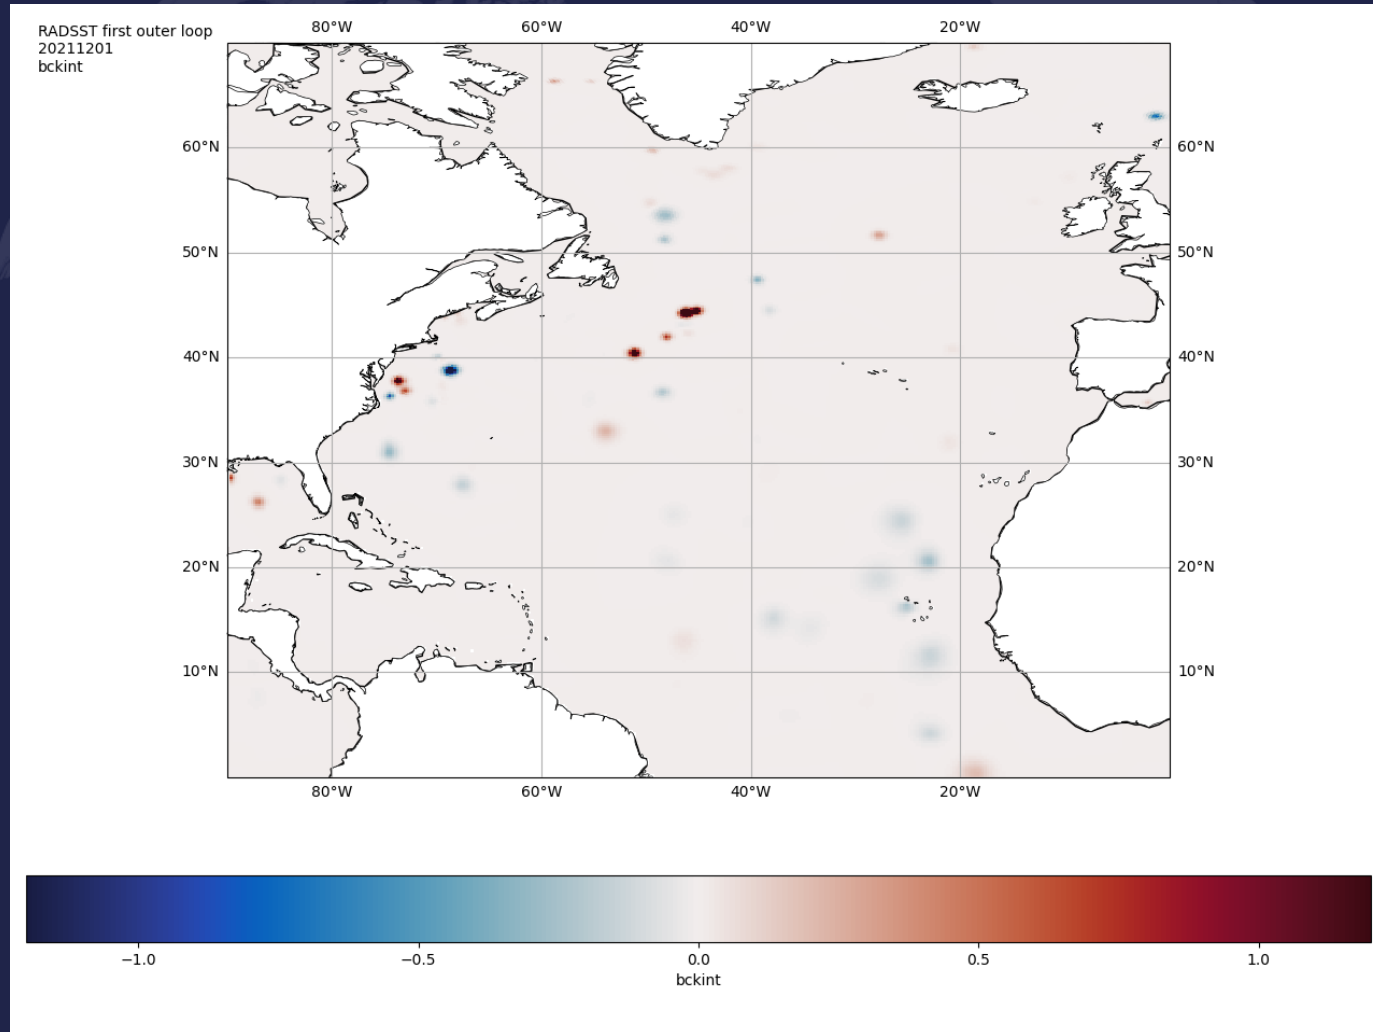 RADSST first outer loop
20211201
bckint
80°W 60°W 40°W 20°W
60°N 60°N
50°N 50°N
40°N 40°N
30°N 30°N
20°N 20°N
10°N 10°N
80°W 60°W 40°W 20°W
−1.0 −0.5 0.0 0.5 1.0
bckint